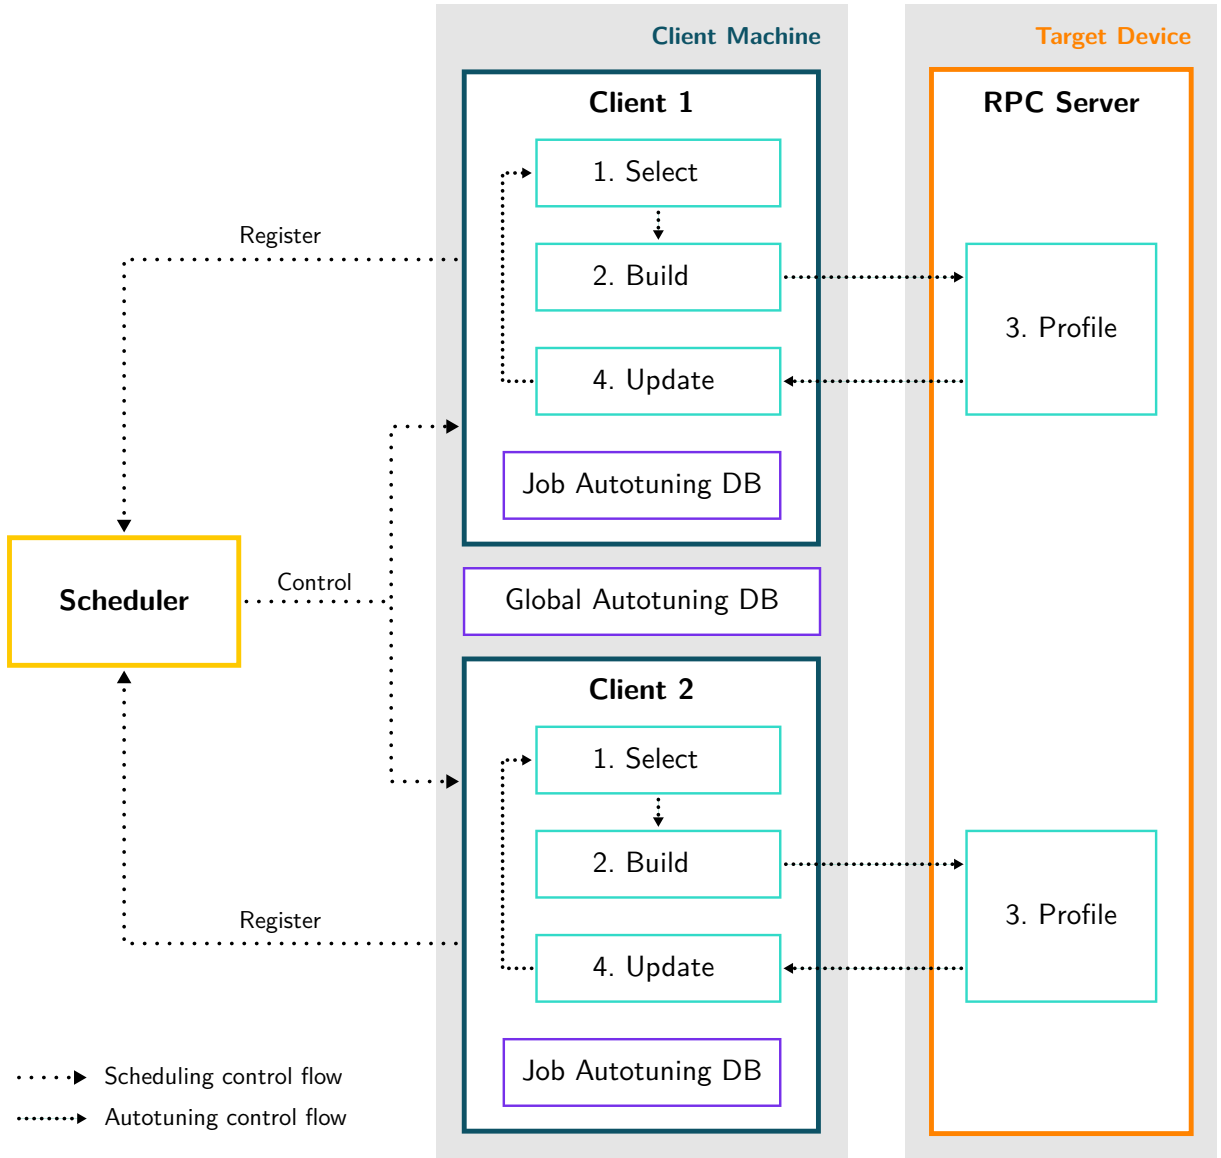 Client Machine
Target Device
Client 1
RPC Server
1. Select
Register
2. Build
3. Profile
4. Update
Job Autotuning DB
Control
Scheduler
Global Autotuning DB
Client 2
1. Select
2. Build
3. Profile
Register
4. Update
Job Autotuning DB
Scheduling control flow
Autotuning control flow